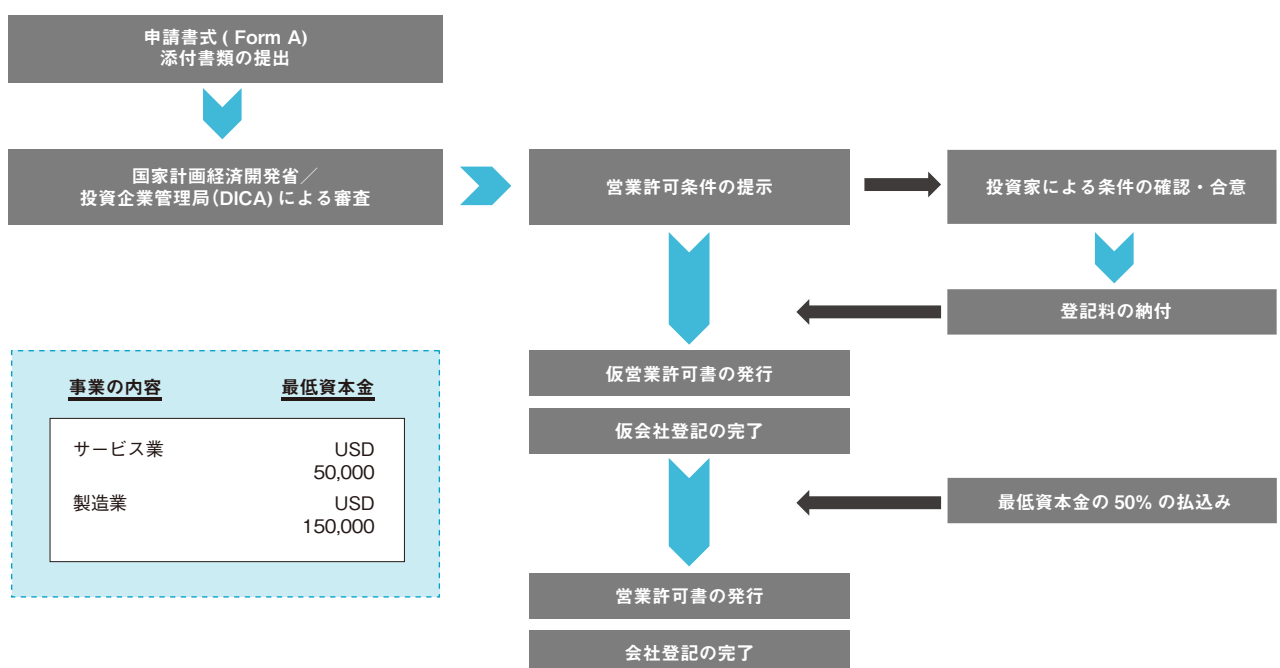 申請書式 ( Form A)
添付書類の提出
国家計画経済開発省／
投資企業管理局（DICA) による審査
営業許可条件の提示
投資家による条件の確認・合意
登記料の納付
仮営業許可書の発行
仮会社登記の完了
最低資本金の 50% の払込み
営業許可書の発行
会社登記の完了
事業の内容 最低資本金
サービス業 USD
50,000
製造業 USD
150,000